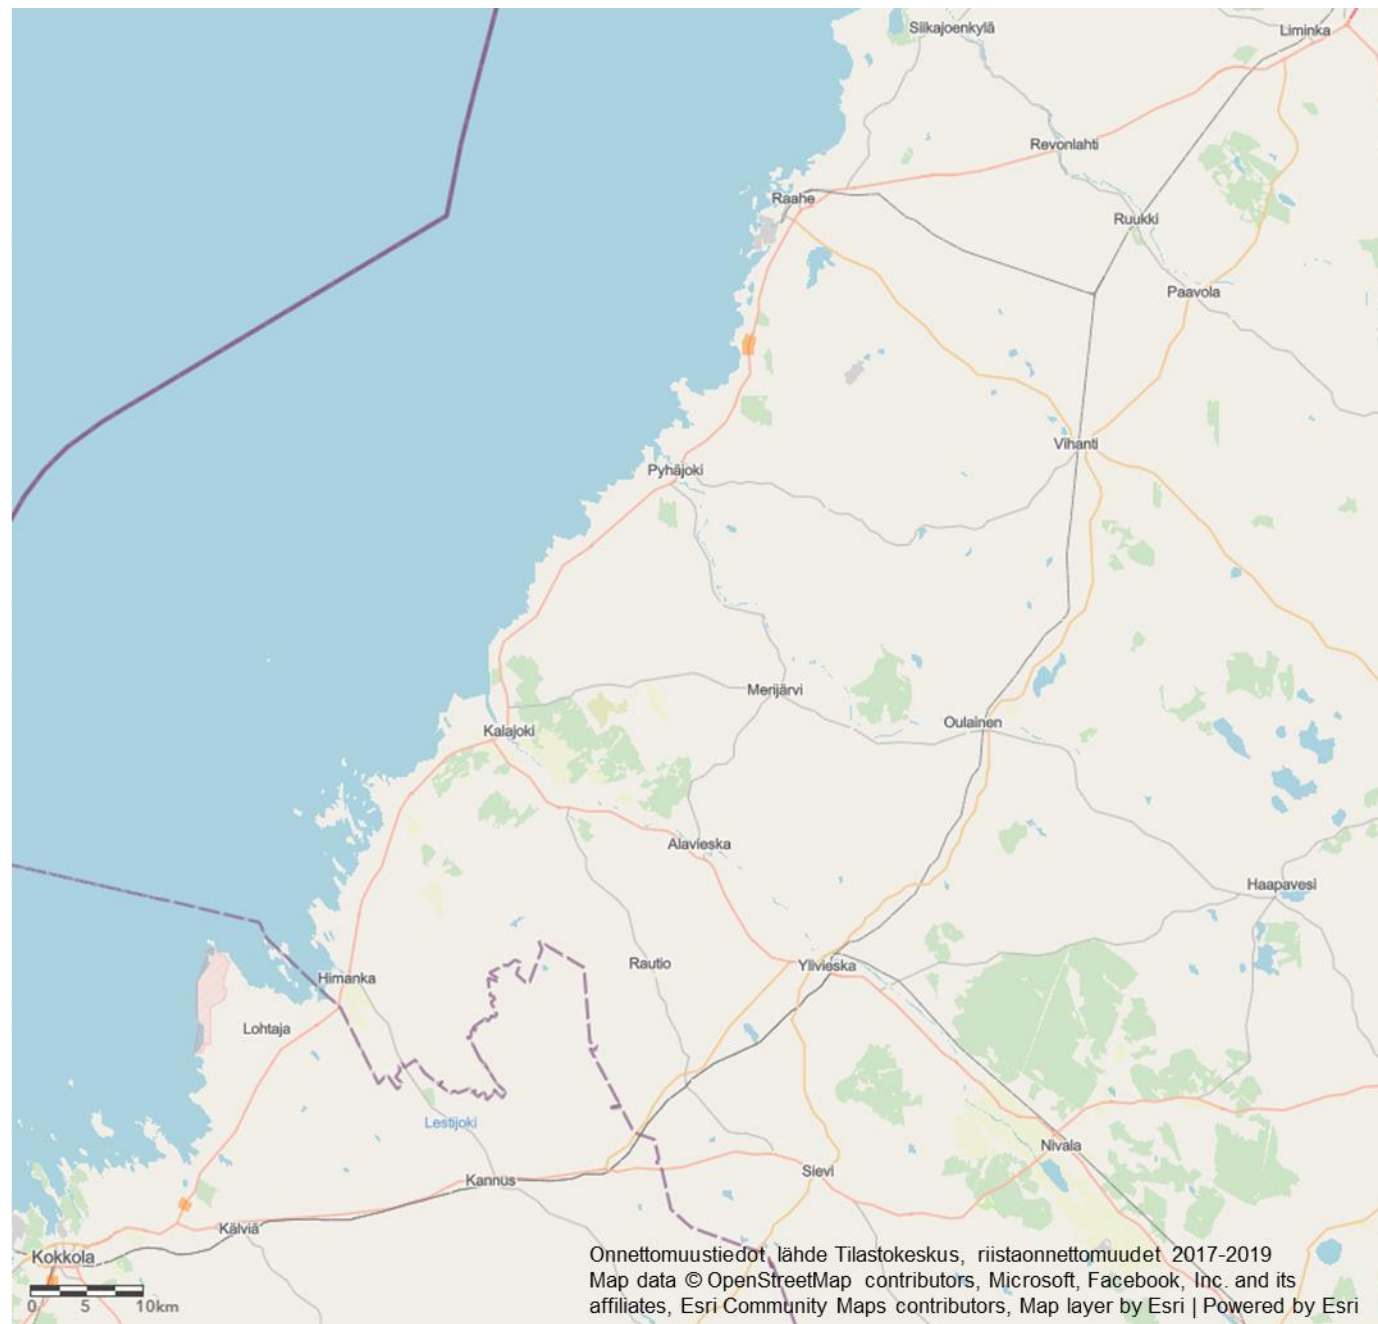 Siikajoenkylä
Liminka
Revonlahti
Raahe
Ruukki
Paavola
Vihanti
Pyhäjoki
Merijärvi
Oulainen
Kalajoki
Alavieska
Haapavesi
Rautio
Ylivieska
Himanka
Lohtaja
Lestijoki
Nivala
Sievi
Kannus
Kälviä
Kokkola
0 5 10km
Onnettomuustiedot, lähde Tilastokeskus, riistaonnettomuudet 2017-2019
Map data © OpenStreetMap contributors, Microsoft, Facebook, Inc. and its
affiliates, Esri Community Maps contributors, Map layer by Esri | Powered by Esri